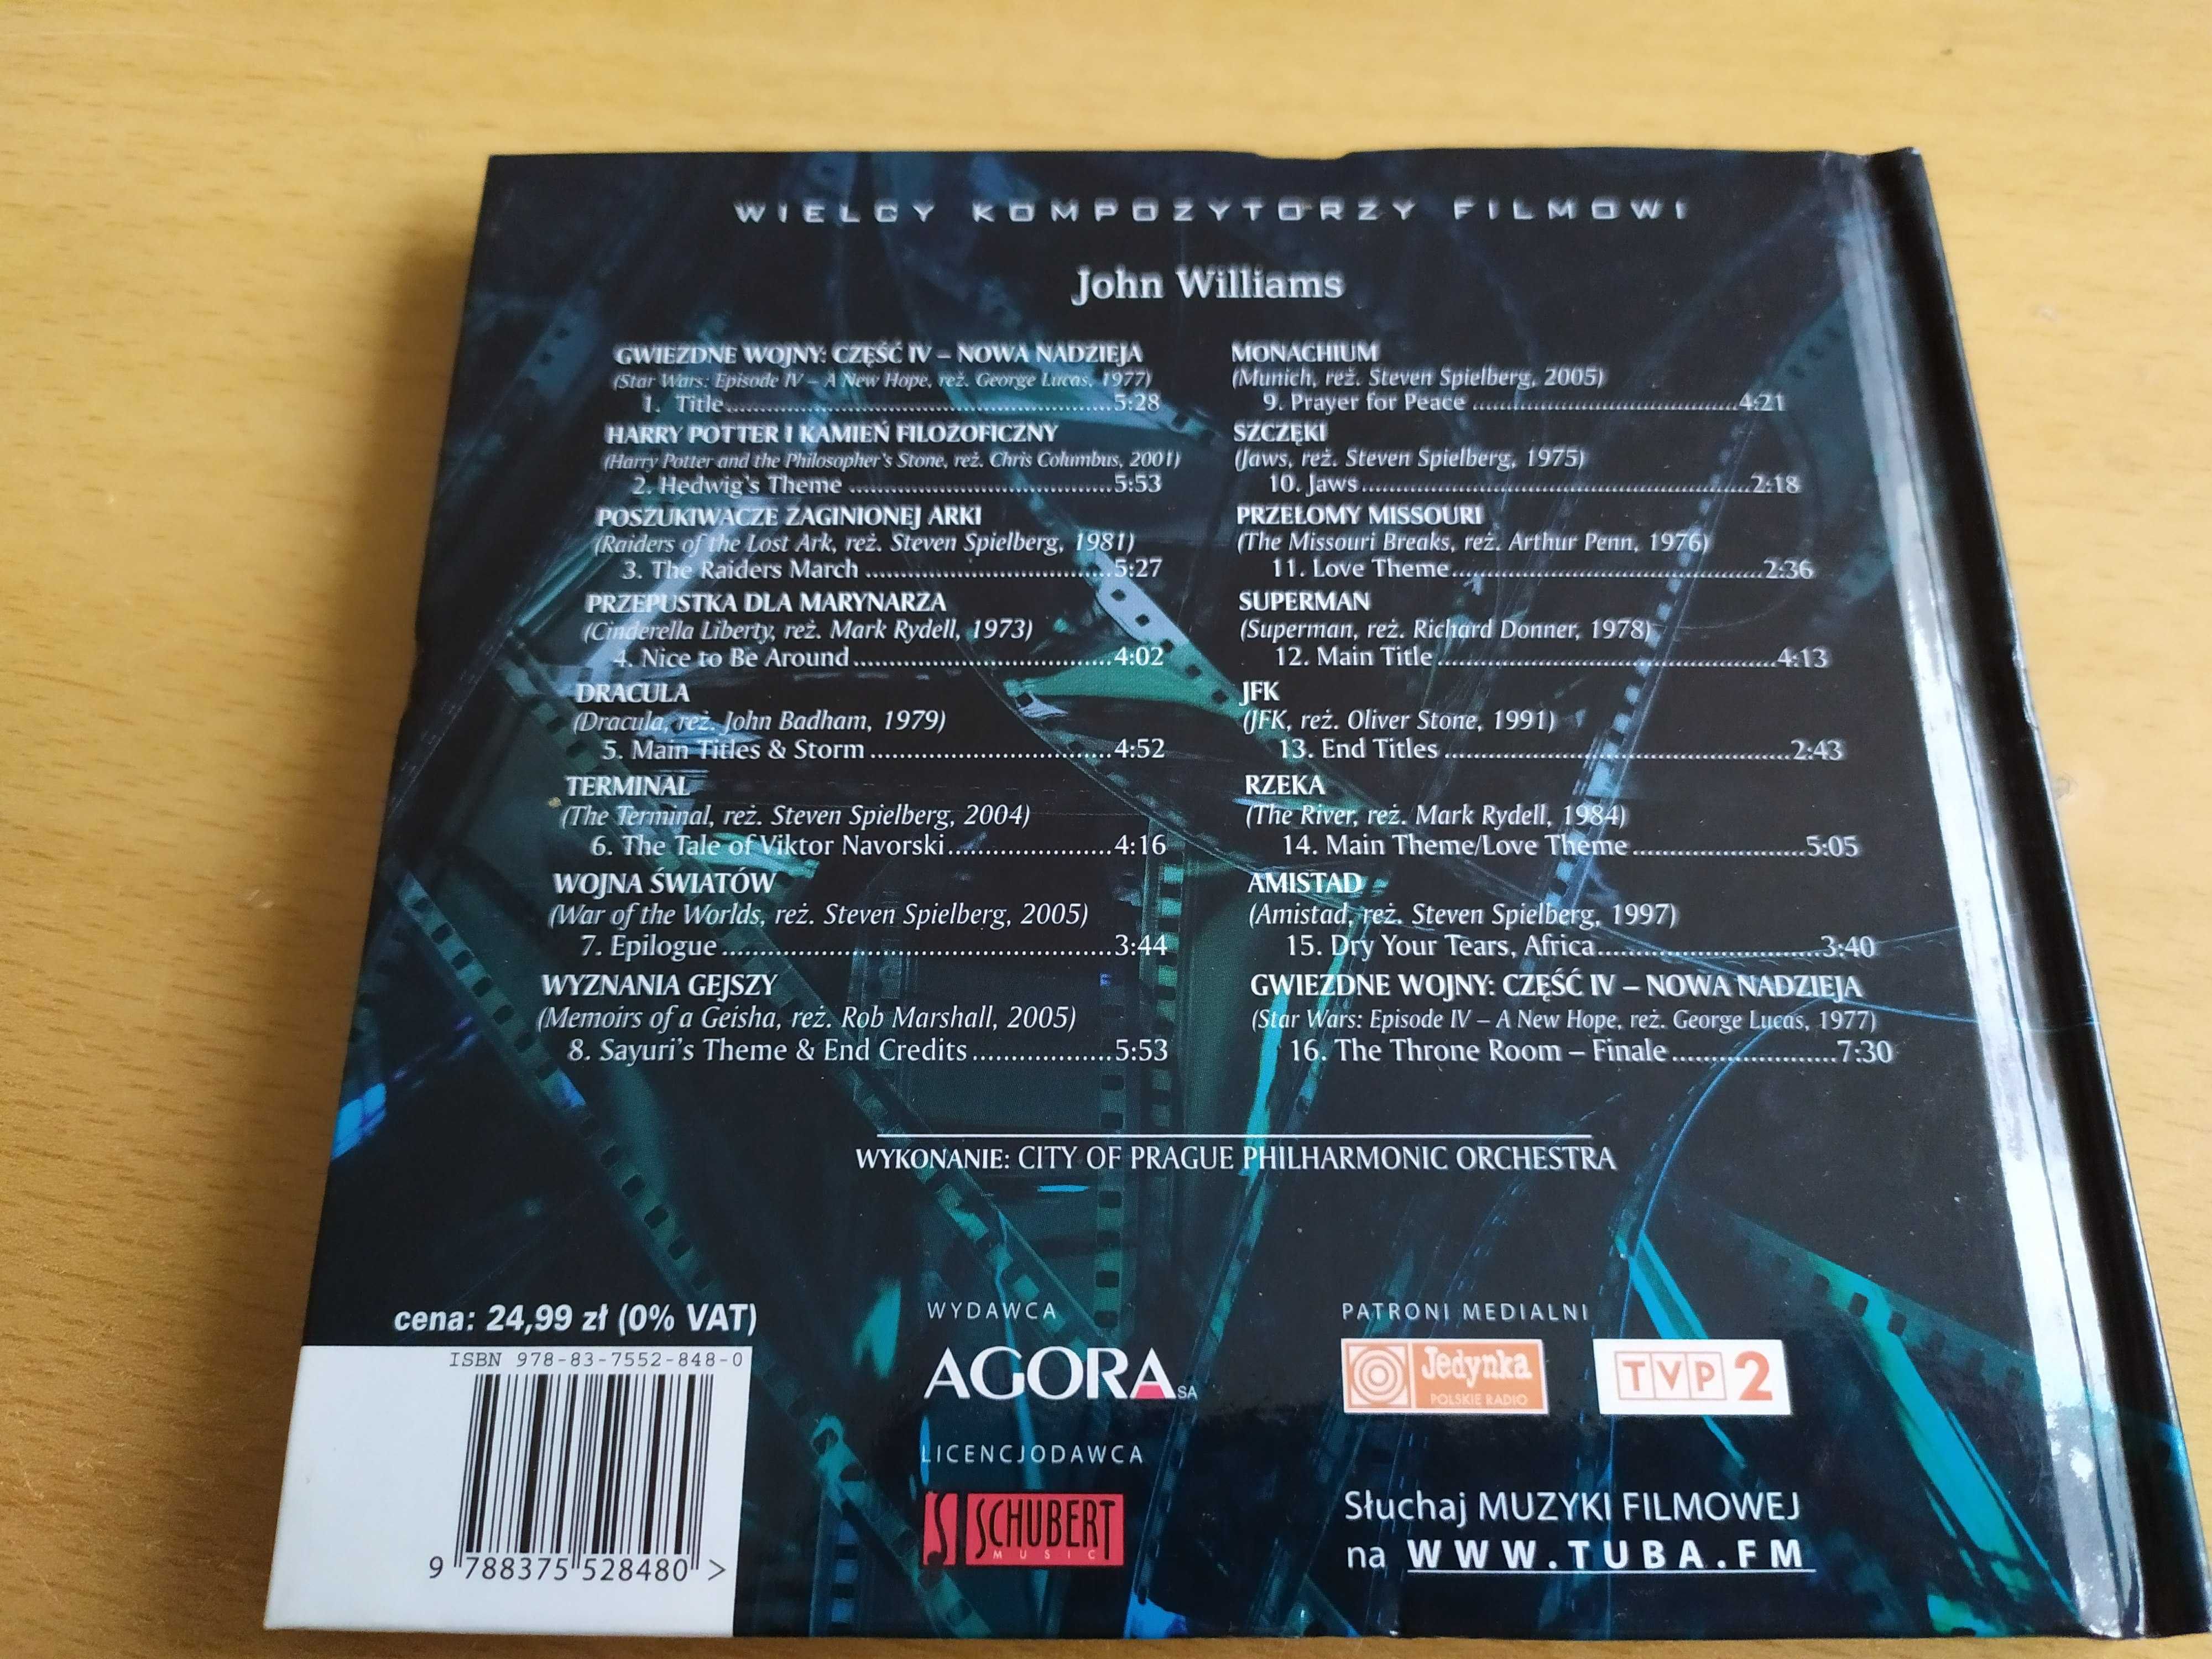 WIELCY KOMPOZYTORZY FILMOWI
John Williams
GWIEZDNE WOJNY: CZĘŚĆ IV – NOWA NADZIEJA
(Star Wars: Episode IV – A New Hope, reż. George Lucas, 1977)
1. Title 5:28
HARRY POTTER I KAMIEŃ FILOZOFICZNY
(Harry Potter and the Philosopher's Stone, reż. Chris Columbus, 2001)
2. Hedwig's Theme 5:53
POSZUKIWACZE ZAGINIONEJ ARKI
(Raiders of the Lost Ark, reż. Steven Spielberg, 1981)
3. The Raiders March 5:27
PRZEPUSTKA DLA MARYNARZA
(Cinderella Liberty, reż. Mark Rydell, 1973)
4. Nice to Be Around 4:02
DRACULA
(Dracula, reż. John Badham, 1979)
5. Main Titles & Storm 4:52
TERMINAL
(The Terminal, reż. Steven Spielberg, 2004)
6. The Tale of Viktor Navorski 4:16
WOJNA ŚWIATÓW
(War of the Worlds, reż. Steven Spielberg, 2005)
7. Epilogue 3:44
WYZNANIA GEJSZY
(Memoirs of a Geisha, reż. Rob Marshall, 2005)
8. Sayuri's Theme & End Credits 5:53
MONACHIUM
(Munich, reż. Steven Spielberg, 2005)
9. Prayer for Peace 4:21
SZCZĘKI
(Jaws, reż. Steven Spielberg, 1975)
10. Jaws 2:18
PRZEŁOMY MISSOURI
(The Missouri Breaks, reż. Arthur Penn, 1976)
11. Love Theme 2:36
SUPERMAN
(Superman, reż. Richard Donner, 1978)
12. Main Title 4:13
JFK
(JFK, reż. Oliver Stone, 1991)
13. End Titles 2:43
RZEKA
(The River, reż. Mark Rydell, 1984)
14. Main Theme/Love Theme 5:05
AMISTAD
(Amistad, reż. Steven Spielberg, 1997)
15. Dry Your Tears, Africa 3:40
GWIEZDNE WOJNY: CZĘŚĆ IV – NOWA NADZIEJA
(Star Wars: Episode IV – A New Hope, reż. George Lucas, 1977)
16. The Throne Room – Finale 7:30
WYKONANIE: CITY OF PRAGUE PHILHARMONIC ORCHESTRA
cena: 24,99 zł (0% VAT)
ISBN 978-83-7552-848-0
9 788375 528480 >
WYDAWCA
AGORA SA
LICENCJODAWCA
SCHUBERT
MUSIC
PATRONI MEDIALNI
Jedynka
POLSKIE RADIO
TVP 2
Słuchaj MUZYKI FILMOWEJ
na WWW.TUBA.FM